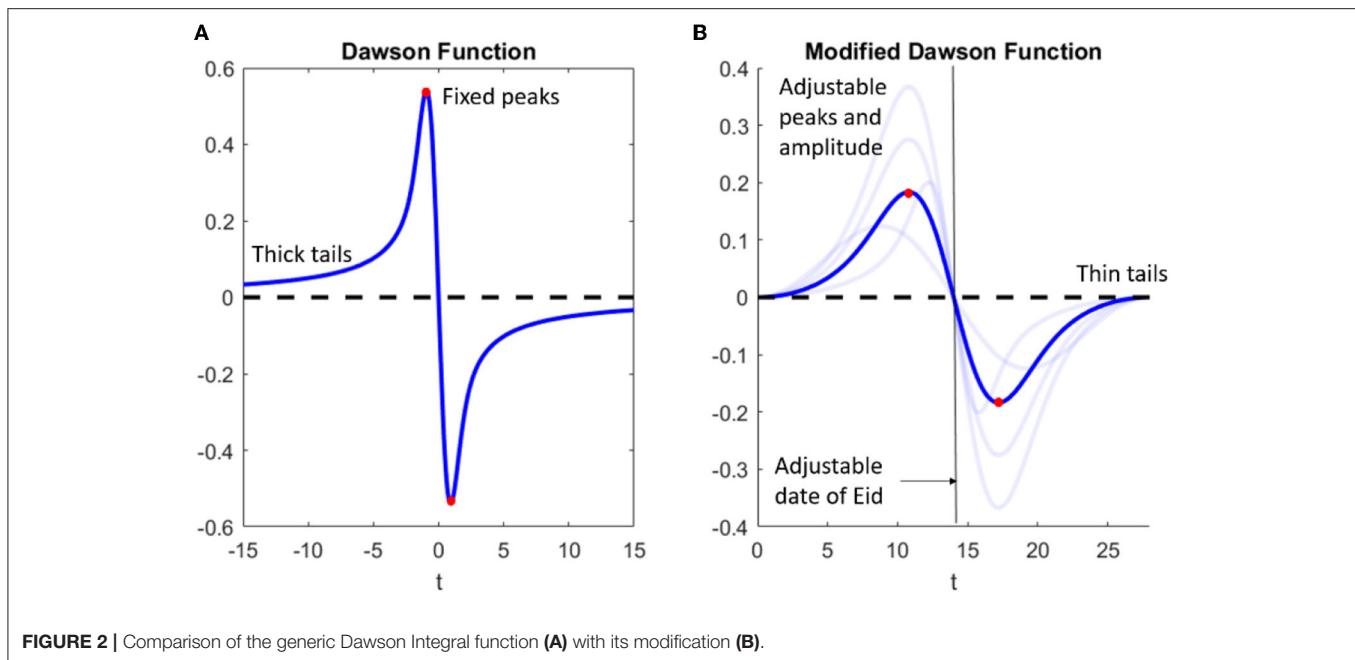 A
Dawson Function
0.6
0.4
0.2
0
-0.2
-0.4
-0.6
-15
-10
-5
0
5
10
15
t
Fixed peaks
Thick tails
B
Modified Dawson Function
0.4
0.3
0.2
0.1
0
-0.1
-0.2
-0.3
-0.4
0
5
10
15
20
25
t
Adjustable
peaks and
amplitude
Thin tails
Adjustable
date of Eid
FIGURE 2 | Comparison of the generic Dawson Integral function (A) with its modification (B).